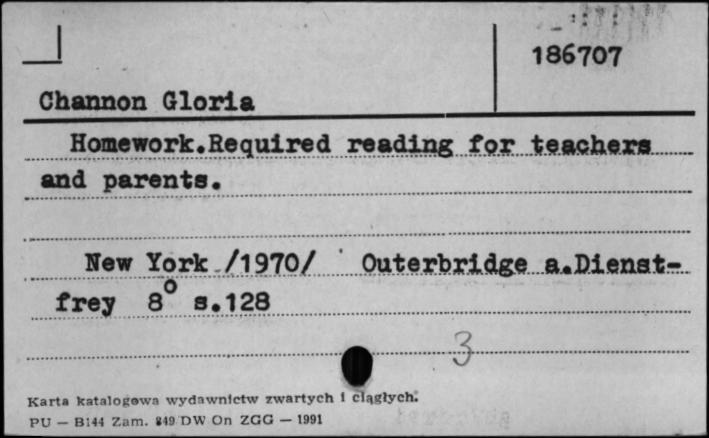 186707
Channon Gloria
Homework.Required reading for teachers
and parents.
New York /1970/ Outerbridge a.Dienst-
frey 8° s.128
3
Karta katalogowa wydawnictw zwartych i ciągłych.
PU — B144 Zam. 849 DW On ZGG — 1991